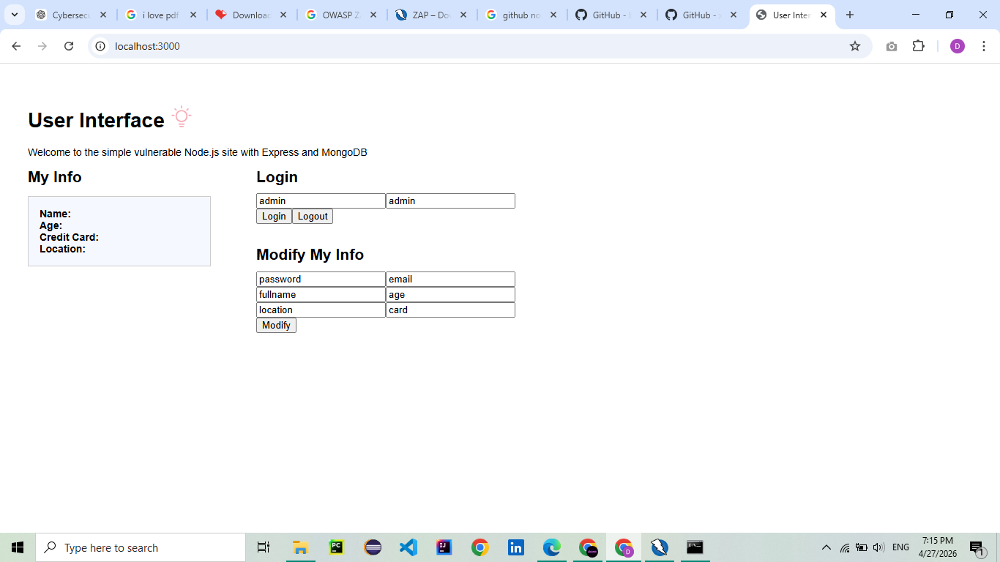 Cybersecu
i love pdf
Downloac
OWASP Z
ZAP – Dov
github no
GitHub - l
GitHub - x
User Inter
localhost:3000
D
User Interface
Welcome to the simple vulnerable Node.js site with Express and MongoDB
My Info
Name:
Age:
Credit Card:
Location:
Login
admin admin
Login Logout
Modify My Info
password email
fullname age
location card
Modify
Type here to search
ENG
7:15 PM
4/27/2026
1